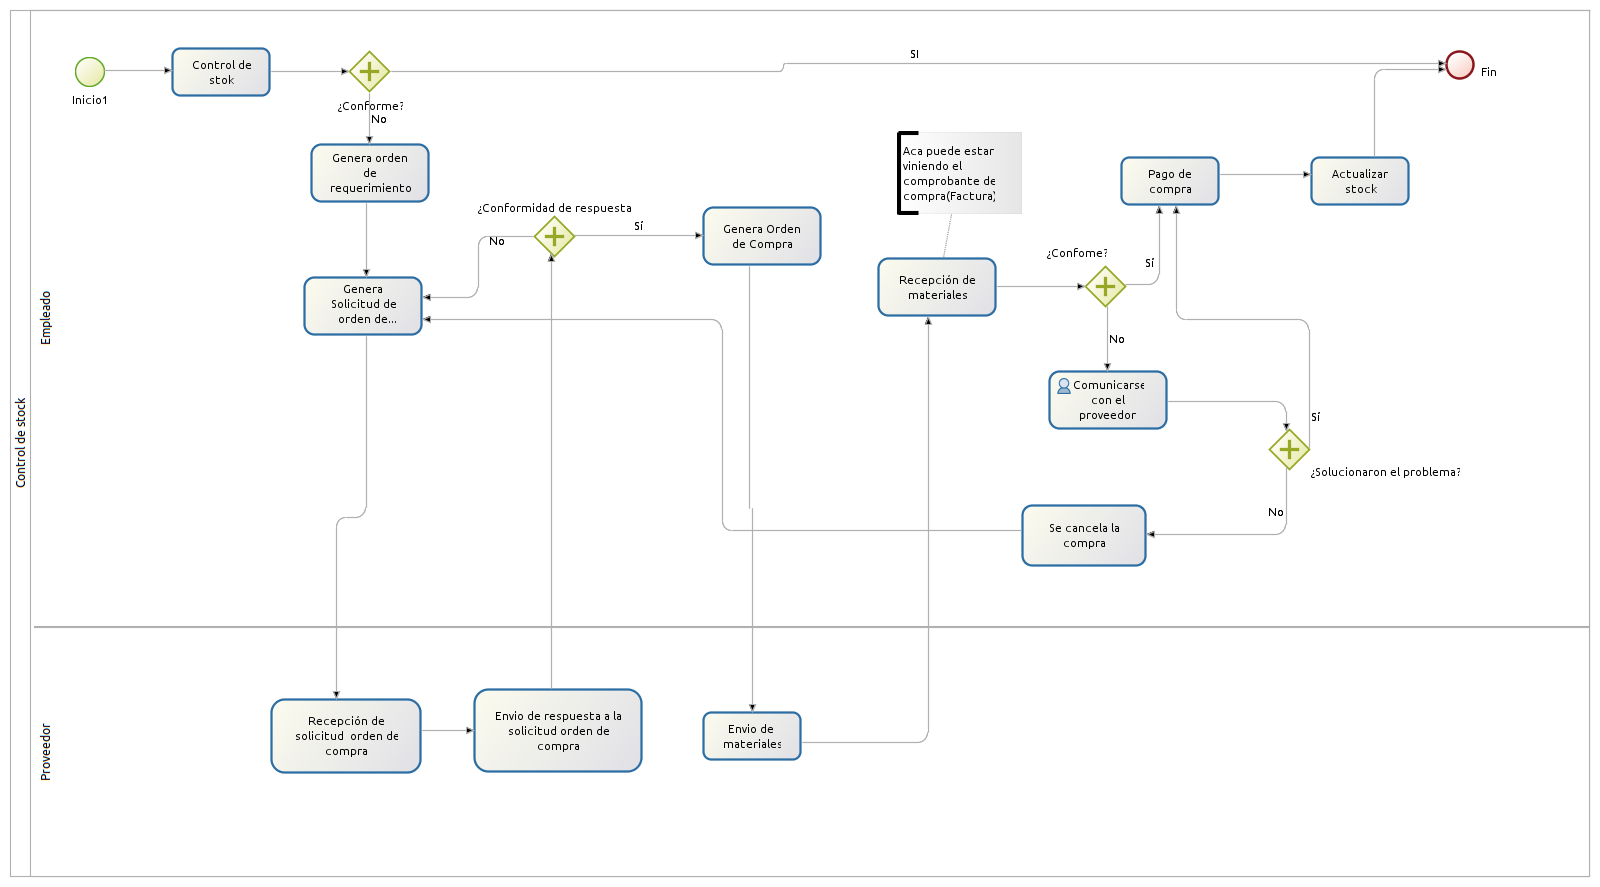 Control de stock
Empleado
Proveedor
Inicio1
Control de
stok
¿Conforme?
No
SI
Fin
Genera orden
de
requerimiento
Genera
Solicitud de
orden de...
¿Conformidad de respuesta
No
Sí
Genera Orden
de Compra
Aca puede estar
viniendo el
comprobante de
compra(Factura)
Recepción de
materiales
¿Confome?
Sí
No
Pago de
compra
Actualizar
stock
Comunicarse
con el
proveedor
Sí
¿Solucionaron el problema?
No
Se cancela la
compra
Recepción de
solicitud orden de
compra
Envio de respuesta a la
solicitud orden de
compra
Envio de
materiales